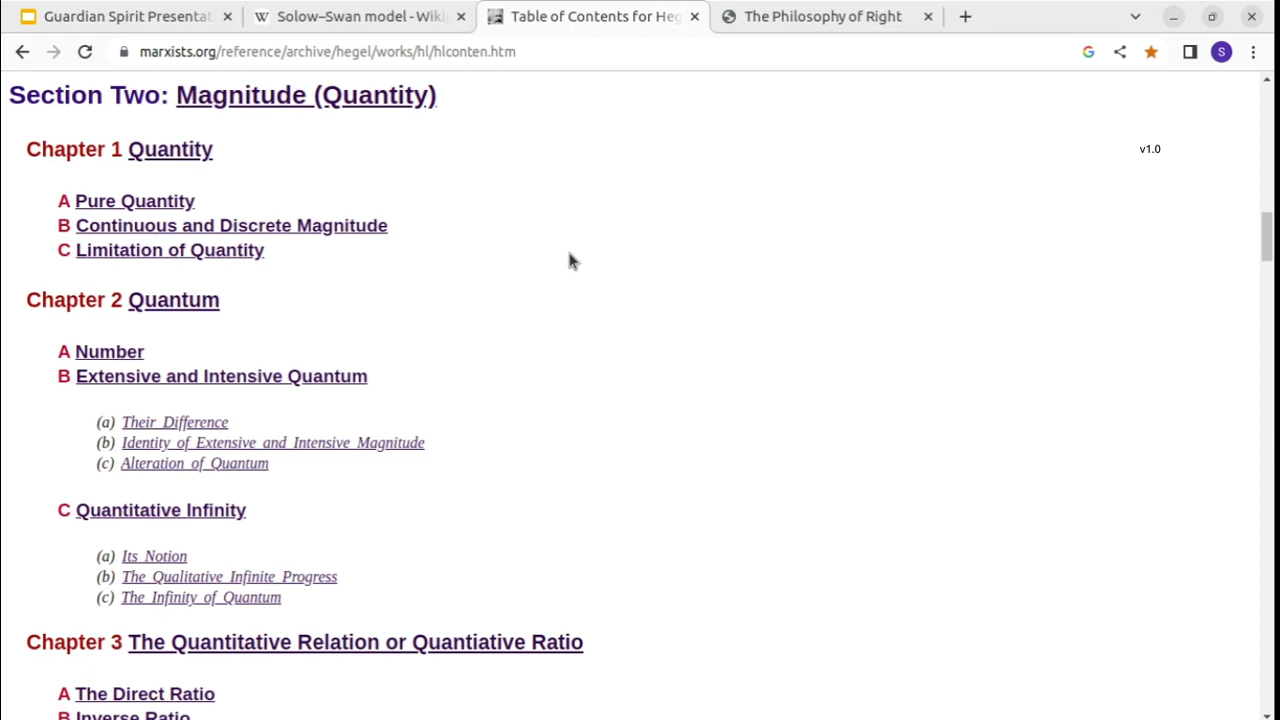 Guardian Spirit Presentat
Solow–Swan model - Wiki
Table of Contents for Heg
The Philosophy of Right
marxists.org/reference/archive/hegel/works/hl/hlconten.htm
S
Section Two: Magnitude (Quantity)
Chapter 1 Quantity
v1.0
A Pure Quantity
B Continuous and Discrete Magnitude
C Limitation of Quantity
Chapter 2 Quantum
A Number
B Extensive and Intensive Quantum
(a) Their Difference
(b) Identity of Extensive and Intensive Magnitude
(c) Alteration of Quantum
C Quantitative Infinity
(a) Its Notion
(b) The Qualitative Infinite Progress
(c) The Infinity of Quantum
Chapter 3 The Quantitative Relation or Quantiative Ratio
A The Direct Ratio
B Inverse Ratio